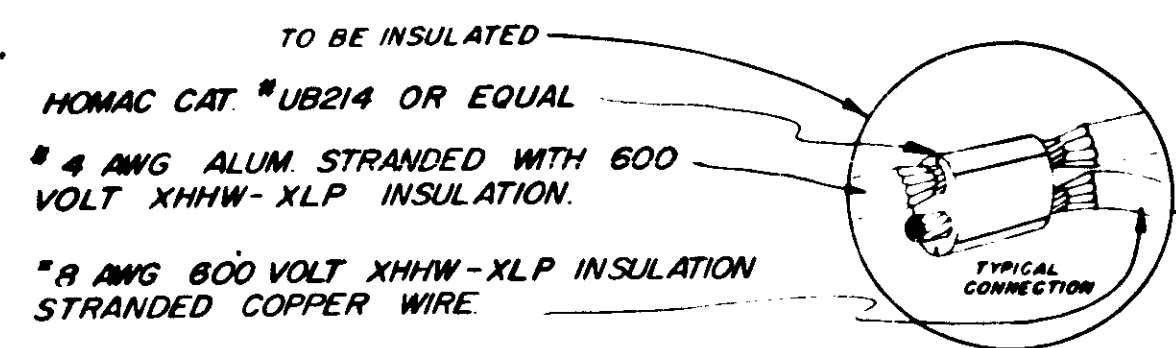 TO BE INSULATED
HOMAC CAT. #UB214 OR EQUAL
#4 AWG ALUM. STRANDED WITH 600
VOLT XHHW-XLP INSULATION.
#8 AWG 600 VOLT XHHW-XLP INSULATION
STRANDED COPPER WIRE.
TYPICAL
CONNECTION